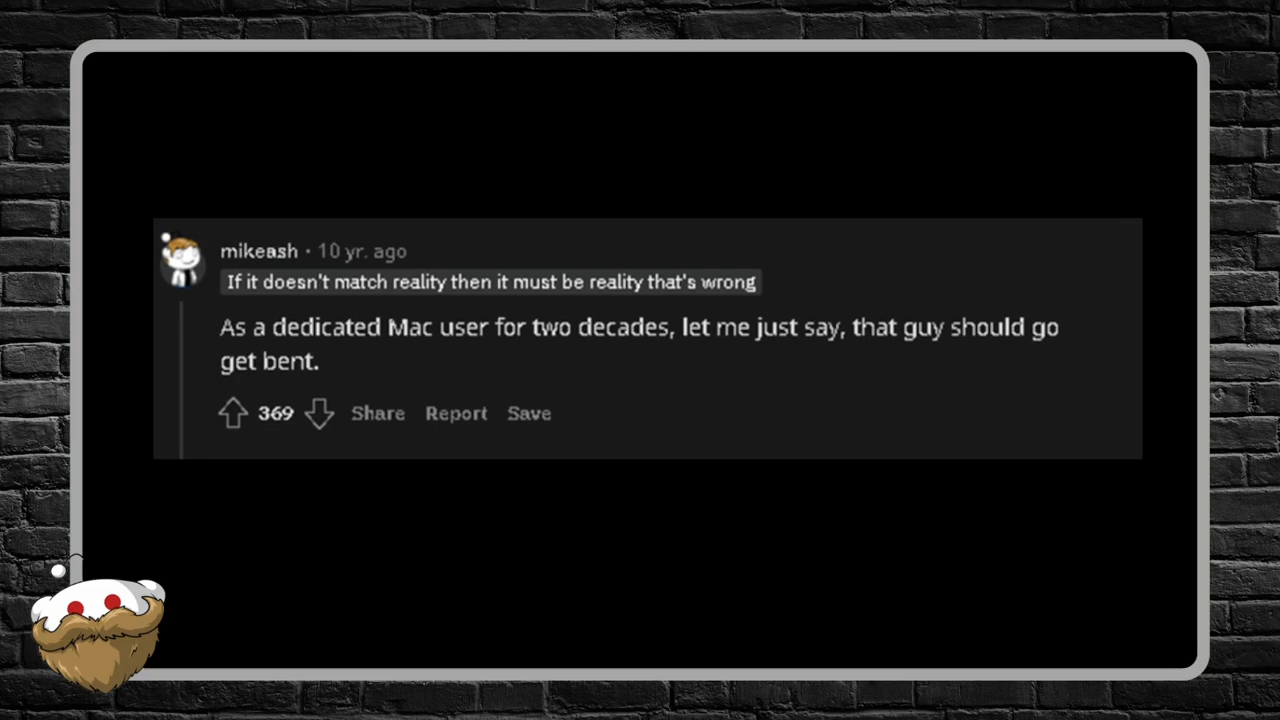 mikeash · 10 yr. ago
If it doesn't match reality then it must be reality that's wrong
As a dedicated Mac user for two decades, let me just say, that guy should go
get bent.
369 Share Report Save